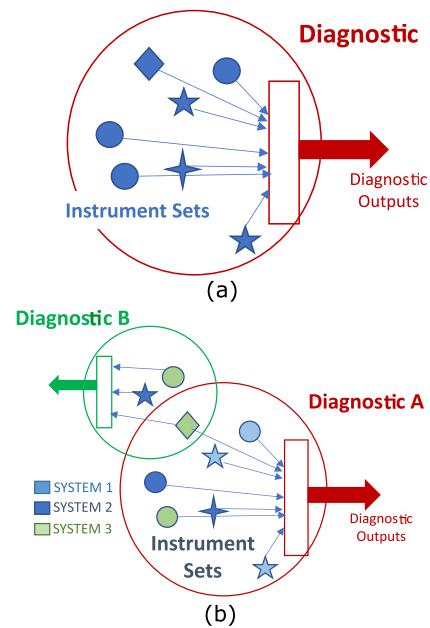 Diagnostic
Instrument Sets
Diagnostic
Outputs
(a)
Diagnostic B
Diagnostic A
SYSTEM 1
SYSTEM 2
SYSTEM 3
Instrument
Sets
Diagnostic
Outputs
(b)